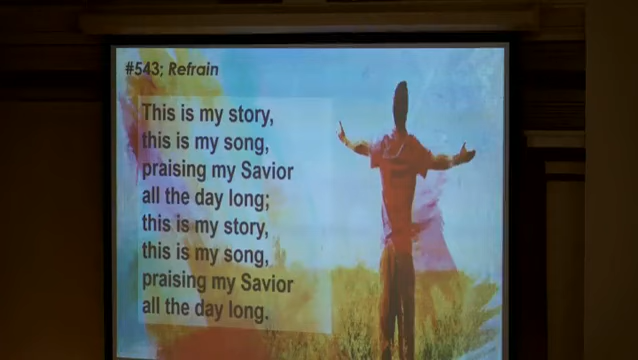 #543; Refrain
This is my story,
this is my song,
praising my Savior
all the day long;
this is my story,
this is my song,
praising my Savior
all the day long.